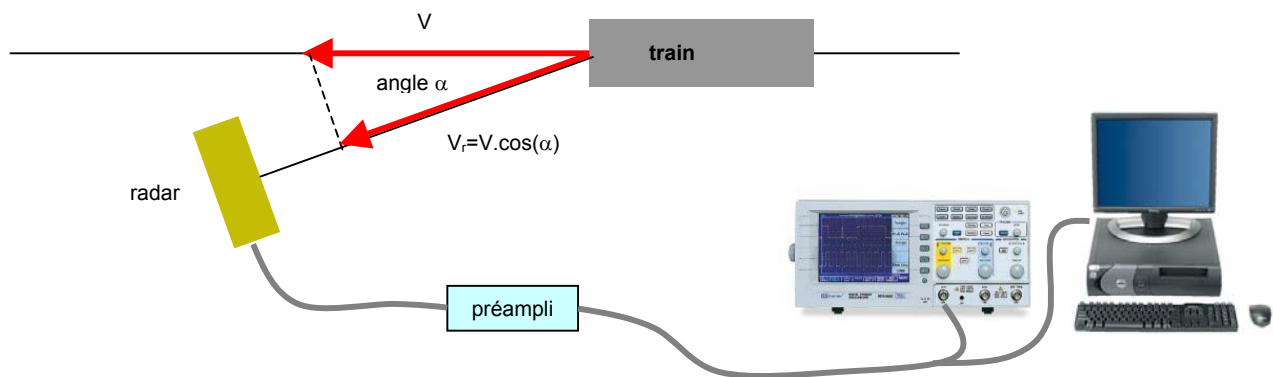 V
train
angle α
Vr=V.cos(α)
radar
préampli